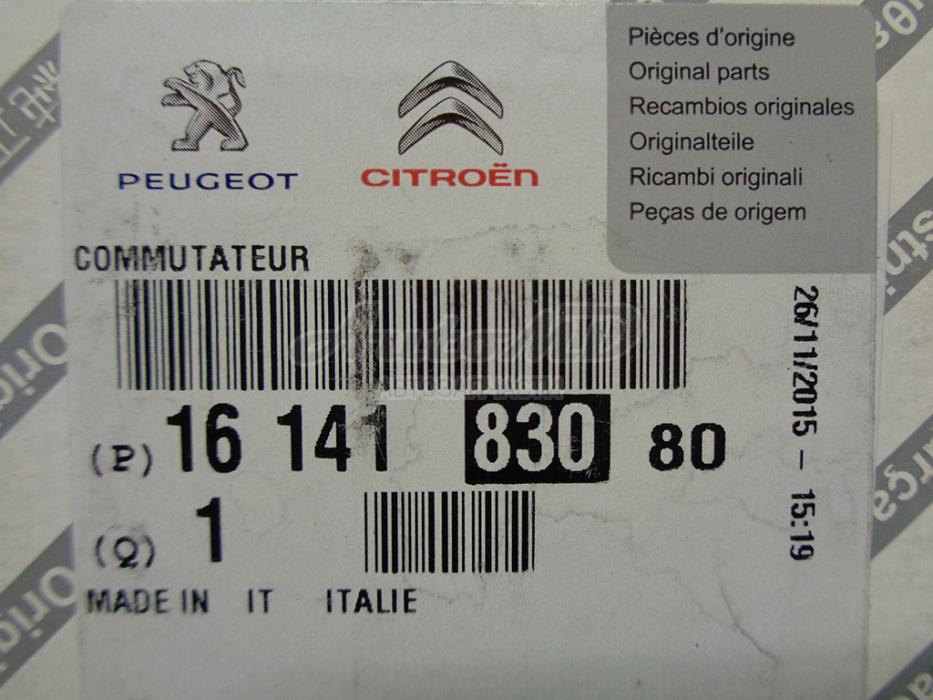 PEUGEOT CITROËN
Pièces d'origine
Original parts
Recambios originales
Originalteile
Ricambi originali
Peças de origem
COMMUTATEUR
(P) 16 141 830 80
(Q) 1
MADE IN IT ITALIE
26/11/2015 - 15:19